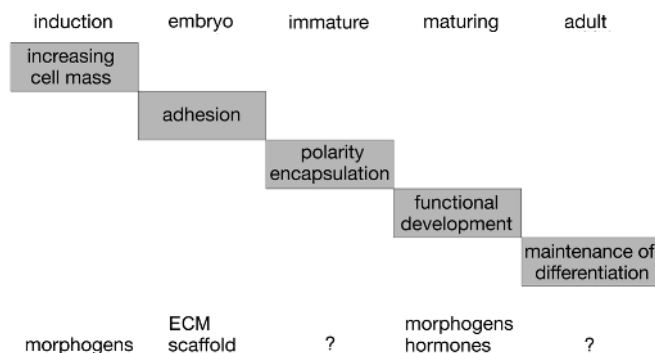 induction embryo immature maturing adult
increasing
cell mass
adhesion
polarity
encapsulation
functional
development
maintenance of
differentiation
morphogens
ECM
scaffold
?
morphogens
hormones
?